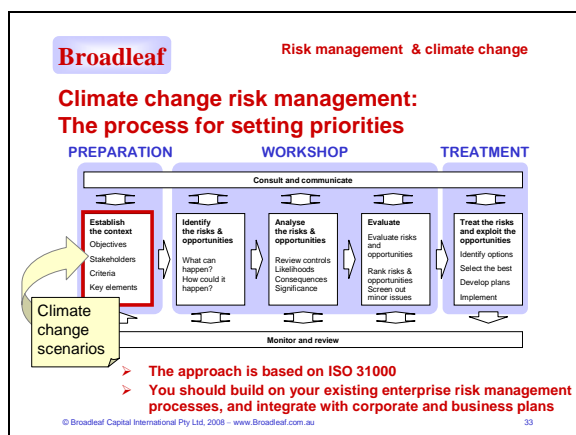 Broadleaf
Risk management & climate change
Climate change risk management:
The process for setting priorities
PREPARATION
WORKSHOP
TREATMENT
Consult and communicate
Establish
the context
Objectives
Stakeholders
Criteria
Key elements
Identify
the risks &
opportunities
What can
happen?
How could it
happen?
Analyse
the risks &
opportunities
Review controls
Likelihoods
Consequences
Significance
Evaluate
Evaluate risks
and
opportunities
Rank risks &
opportunities
Screen out
minor issues
Treat the risks
and exploit the
opportunities
Identify options
Select the best
Develop plans
Implement
Climate
change
scenarios
Monitor and review
➢ The approach is based on ISO 31000
➢ You should build on your existing enterprise risk management
processes, and integrate with corporate and business plans
© Broadleaf Capital International Pty Ltd, 2008 – www.Broadleaf.com.au
33